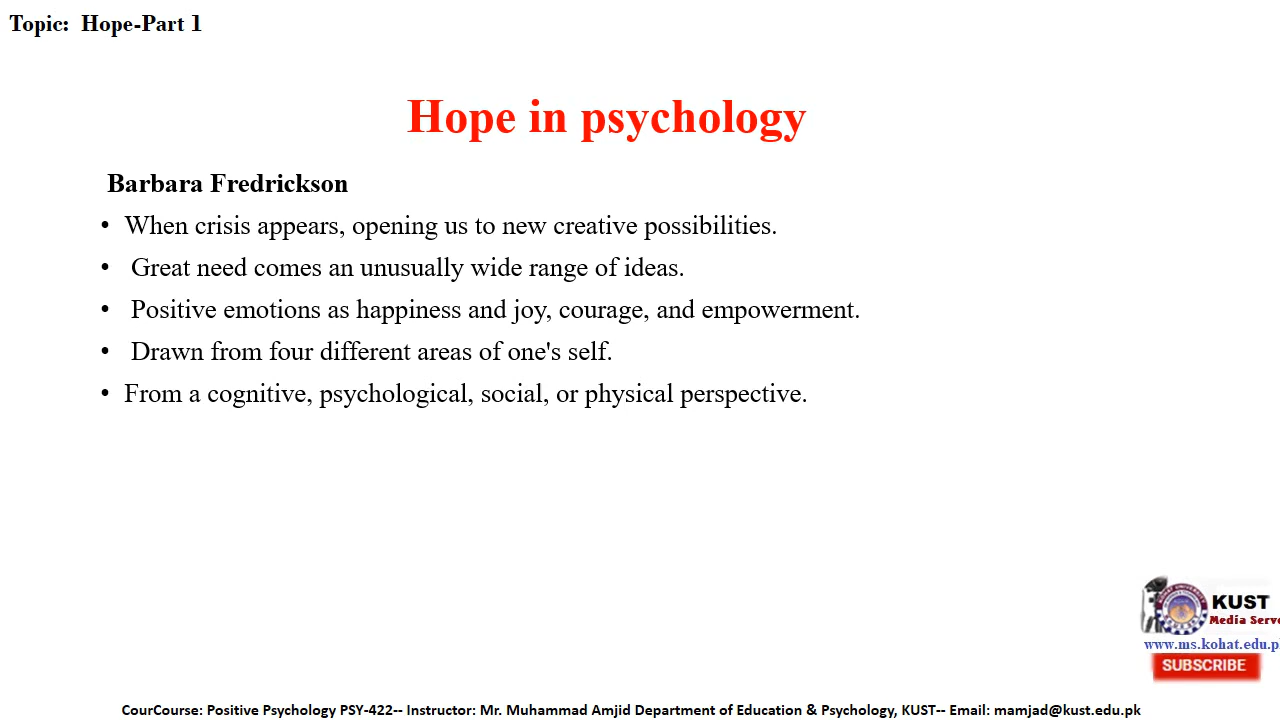 Topic: Hope-Part 1
Hope in psychology
Barbara Fredrickson
• When crisis appears, opening us to new creative possibilities.
• Great need comes an unusually wide range of ideas.
• Positive emotions as happiness and joy, courage, and empowerment.
• Drawn from four different areas of one's self.
• From a cognitive, psychological, social, or physical perspective.
KUST
Media Serve
www.ms.kohat.edu.p
SUBSCRIBE
CourCourse: Positive Psychology PSY-422-- Instructor: Mr. Muhammad Amjid Department of Education & Psychology, KUST-- Email: mamjad@kust.edu.pk